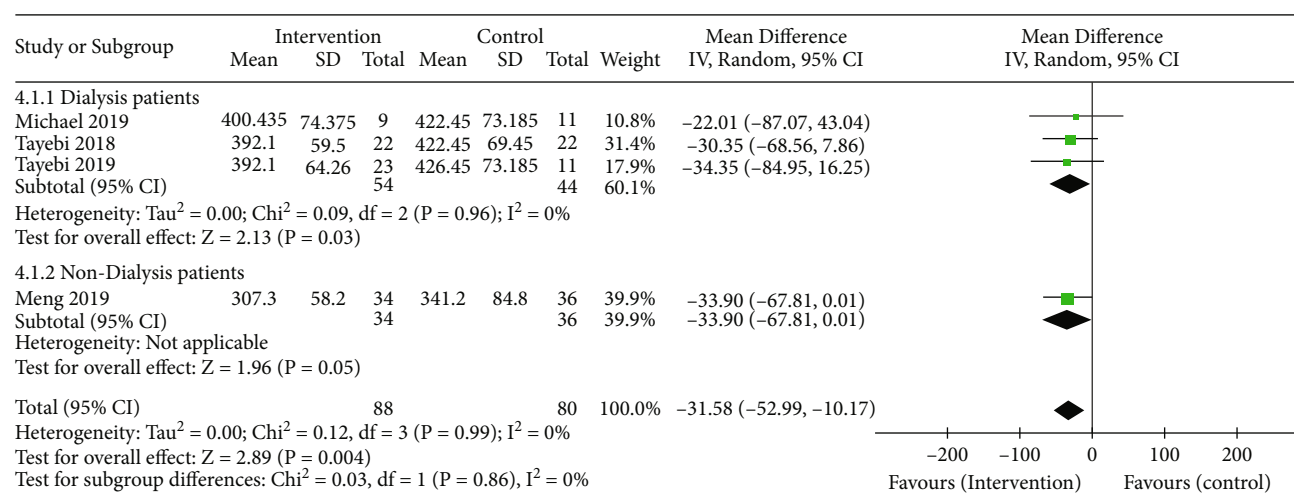 Study or Subgroup Intervention Control Mean Difference Mean Difference
Mean SD Total Mean SD Total Weight IV, Random, 95% CI IV, Random, 95% CI
4.1.1 Dialysis patients
Michael 2019 400.435 74.375 9 422.45 73.185 11 10.8% –22.01 (–87.07, 43.04)
Tayebi 2018 392.1 59.5 22 422.45 69.45 22 31.4% –30.35 (–68.56, 7.86)
Tayebi 2019 392.1 64.26 23 426.45 73.185 11 17.9% –34.35 (–84.95, 16.25)
Subtotal (95% CI) 54 44 60.1%
Heterogeneity: Tau² = 0.00; Chi² = 0.09, df = 2 (P = 0.96); I² = 0%
Test for overall effect: Z = 2.13 (P = 0.03)
4.1.2 Non-Dialysis patients
Meng 2019 307.3 58.2 34 341.2 84.8 36 39.9% –33.90 (–67.81, 0.01)
Subtotal (95% CI) 34 36 39.9% –33.90 (–67.81, 0.01)
Heterogeneity: Not applicable
Test for overall effect: Z = 1.96 (P = 0.05)
Total (95% CI) 88 80 100.0% –31.58 (–52.99, –10.17)
Heterogeneity: Tau² = 0.00; Chi² = 0.12, df = 3 (P = 0.99); I² = 0%
Test for overall effect: Z = 2.89 (P = 0.004)
Test for subgroup differences: Chi² = 0.03, df = 1 (P = 0.86), I² = 0%
–200 –100 0 100 200
Favours (Intervention) Favours (control)